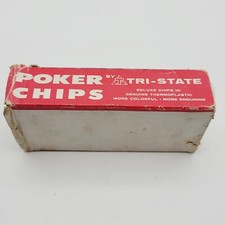 POKER BY TRI-STATE
CHIPS
DELUXE CHIPS IN
GENUINE THERMOPLASTIC
MORE COLORFUL - MORE ENDURING